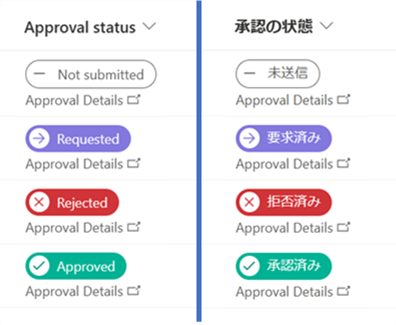 Approval status
Not submitted
Approval Details
Requested
Approval Details
Rejected
Approval Details
Approved
Approval Details
承認の状態
未送信
Approval Details
要求済み
Approval Details
拒否済み
Approval Details
承認済み
Approval Details